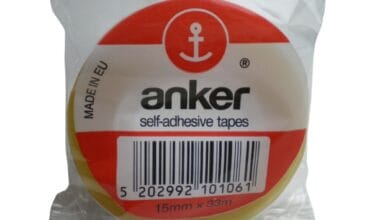 MADE IN EU
®
anker
self-adhesive tapes
5 202992 101061
15mm x 33m